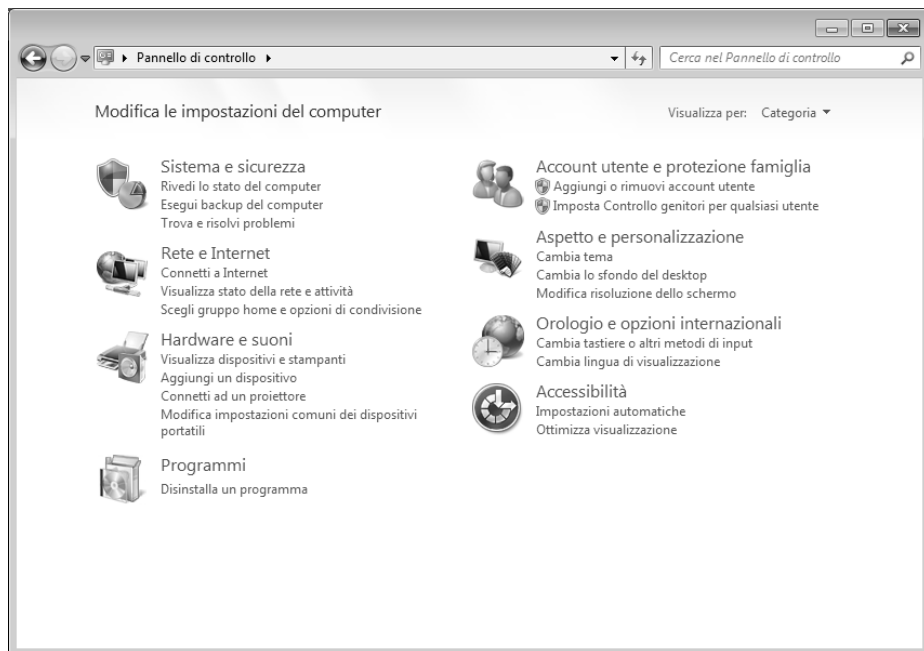 Pannello di controllo
Cerca nel Pannello di controllo
Modifica le impostazioni del computer
Visualizza per: Categoria
Sistema e sicurezza
Rivedi lo stato del computer
Esegui backup del computer
Trova e risolvi problemi
Rete e Internet
Connetti a Internet
Visualizza stato della rete e attività
Scegli gruppo home e opzioni di condivisione
Hardware e suoni
Visualizza dispositivi e stampanti
Aggiungi un dispositivo
Connetti ad un proiettore
Modifica impostazioni comuni dei dispositivi
portatili
Programmi
Disinstalla un programma
Account utente e protezione famiglia
Aggiungi o rimuovi account utente
Imposta Controllo genitori per qualsiasi utente
Aspetto e personalizzazione
Cambia tema
Cambia lo sfondo del desktop
Modifica risoluzione dello schermo
Orologio e opzioni internazionali
Cambia tastiere o altri metodi di input
Cambia lingua di visualizzazione
Accessibilità
Impostazioni automatiche
Ottimizza visualizzazione